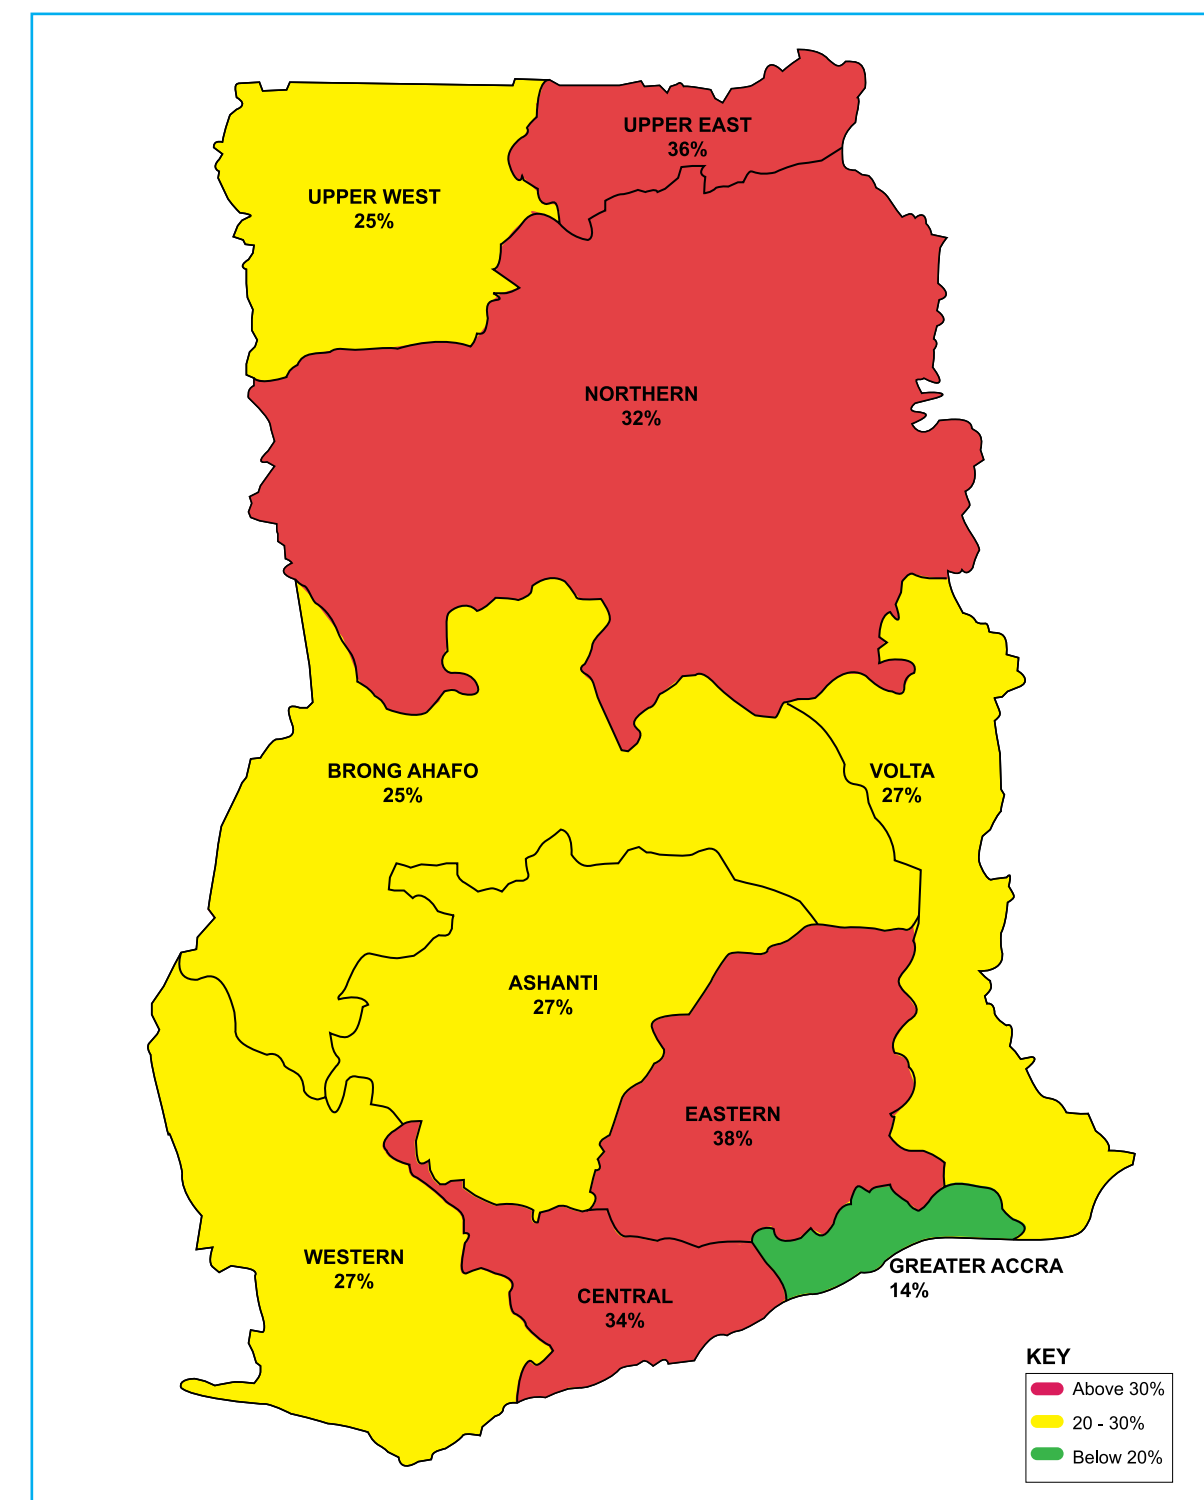 UPPER EAST
36%
UPPER WEST
25%
NORTHERN
32%
BRONG AHAFO
25%
VOLTA
27%
ASHANTI
27%
EASTERN
38%
WESTERN
27%
GREATER ACCRA
14%
CENTRAL
34%
KEY
Above 30%
20 - 30%
Below 20%